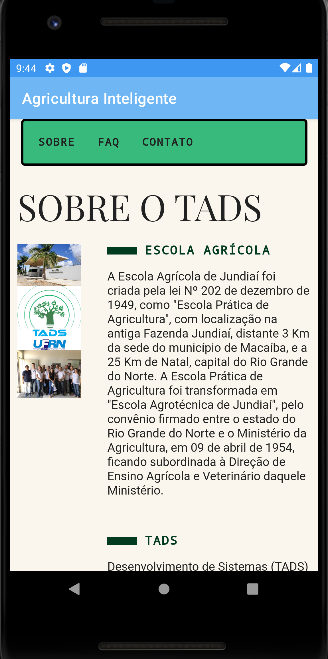 9:44
Agricultura Inteligente
SOBRE FAQ CONTATO
SOBRE O TADS
TADS
UFRN
ESCOLA AGRÍCOLA
A Escola Agrícola de Jundiaí foi
criada pela lei Nº 202 de dezembro de
1949, como "Escola Prática de
Agricultura", com localização na
antiga Fazenda Jundiaí, distante 3 Km
da sede do município de Macaíba, e a
25 Km de Natal, capital do Rio Grande
do Norte. A Escola Prática de
Agricultura foi transformada em
"Escola Agrotécnica de Jundiaí", pelo
convênio firmado entre o estado do
Rio Grande do Norte e o Ministério da
Agricultura, em 09 de abril de 1954,
ficando subordinada à Direção de
Ensino Agrícola e Veterinário daquele
Ministério.
TADS
Desenvolvimento de Sistemas (TADS)